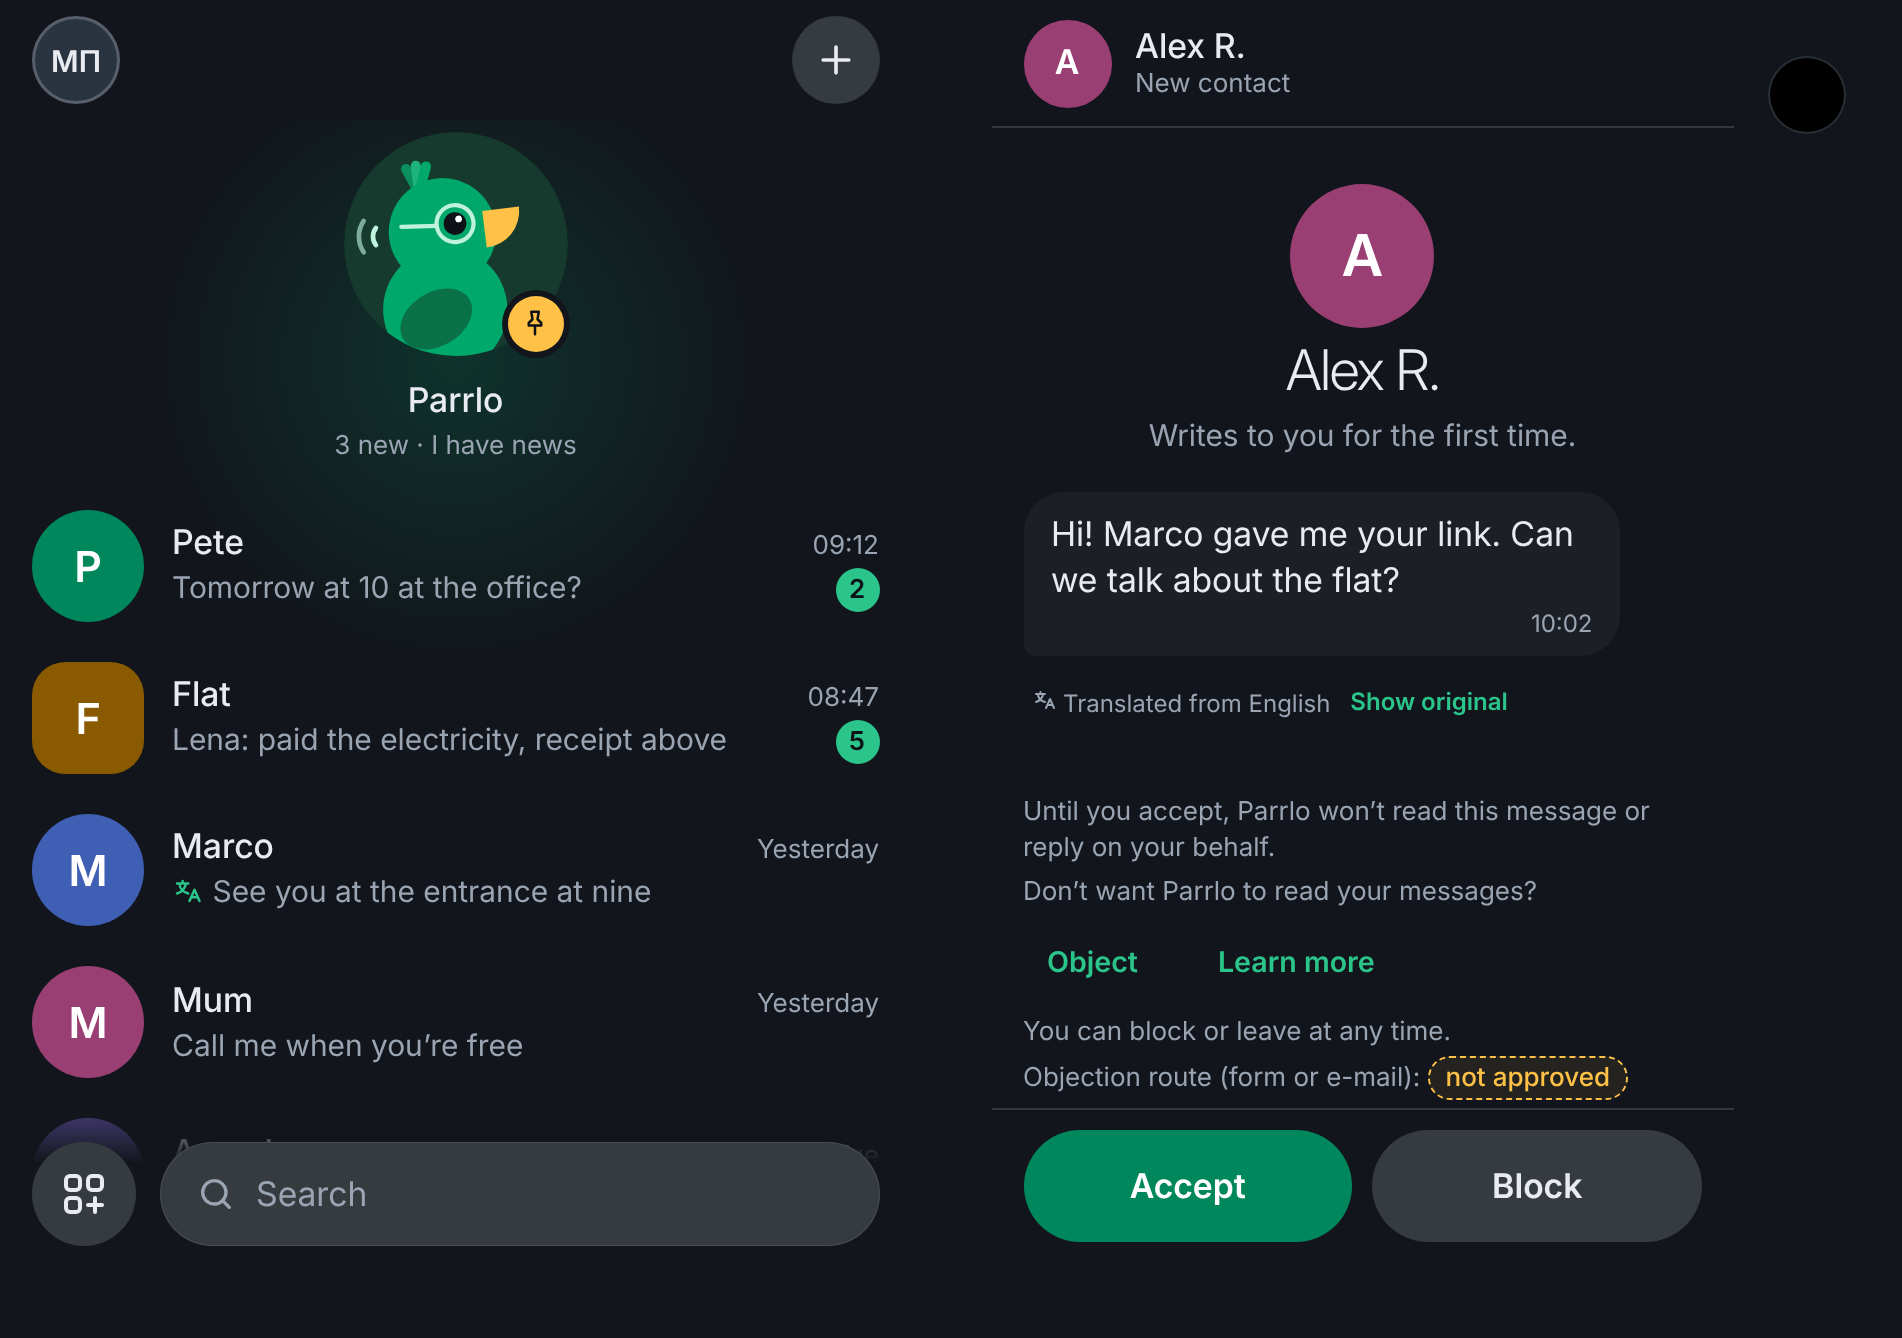 МП
Parrlo
3 new · I have news
P
Pete
09:12
Tomorrow at 10 at the office?
2
F
Flat
08:47
Lena: paid the electricity, receipt above
5
M
Marco
Yesterday
See you at the entrance at nine
M
Mum
Yesterday
Call me when you’re free
Search
A
Alex R.
New contact
A
Alex R.
Writes to you for the first time.
Hi! Marco gave me your link. Can
we talk about the flat?
10:02
Translated from English Show original
Until you accept, Parrlo won’t read this message or
reply on your behalf.
Don’t want Parrlo to read your messages?
Object Learn more
You can block or leave at any time.
Objection route (form or e-mail): not approved
Accept Block